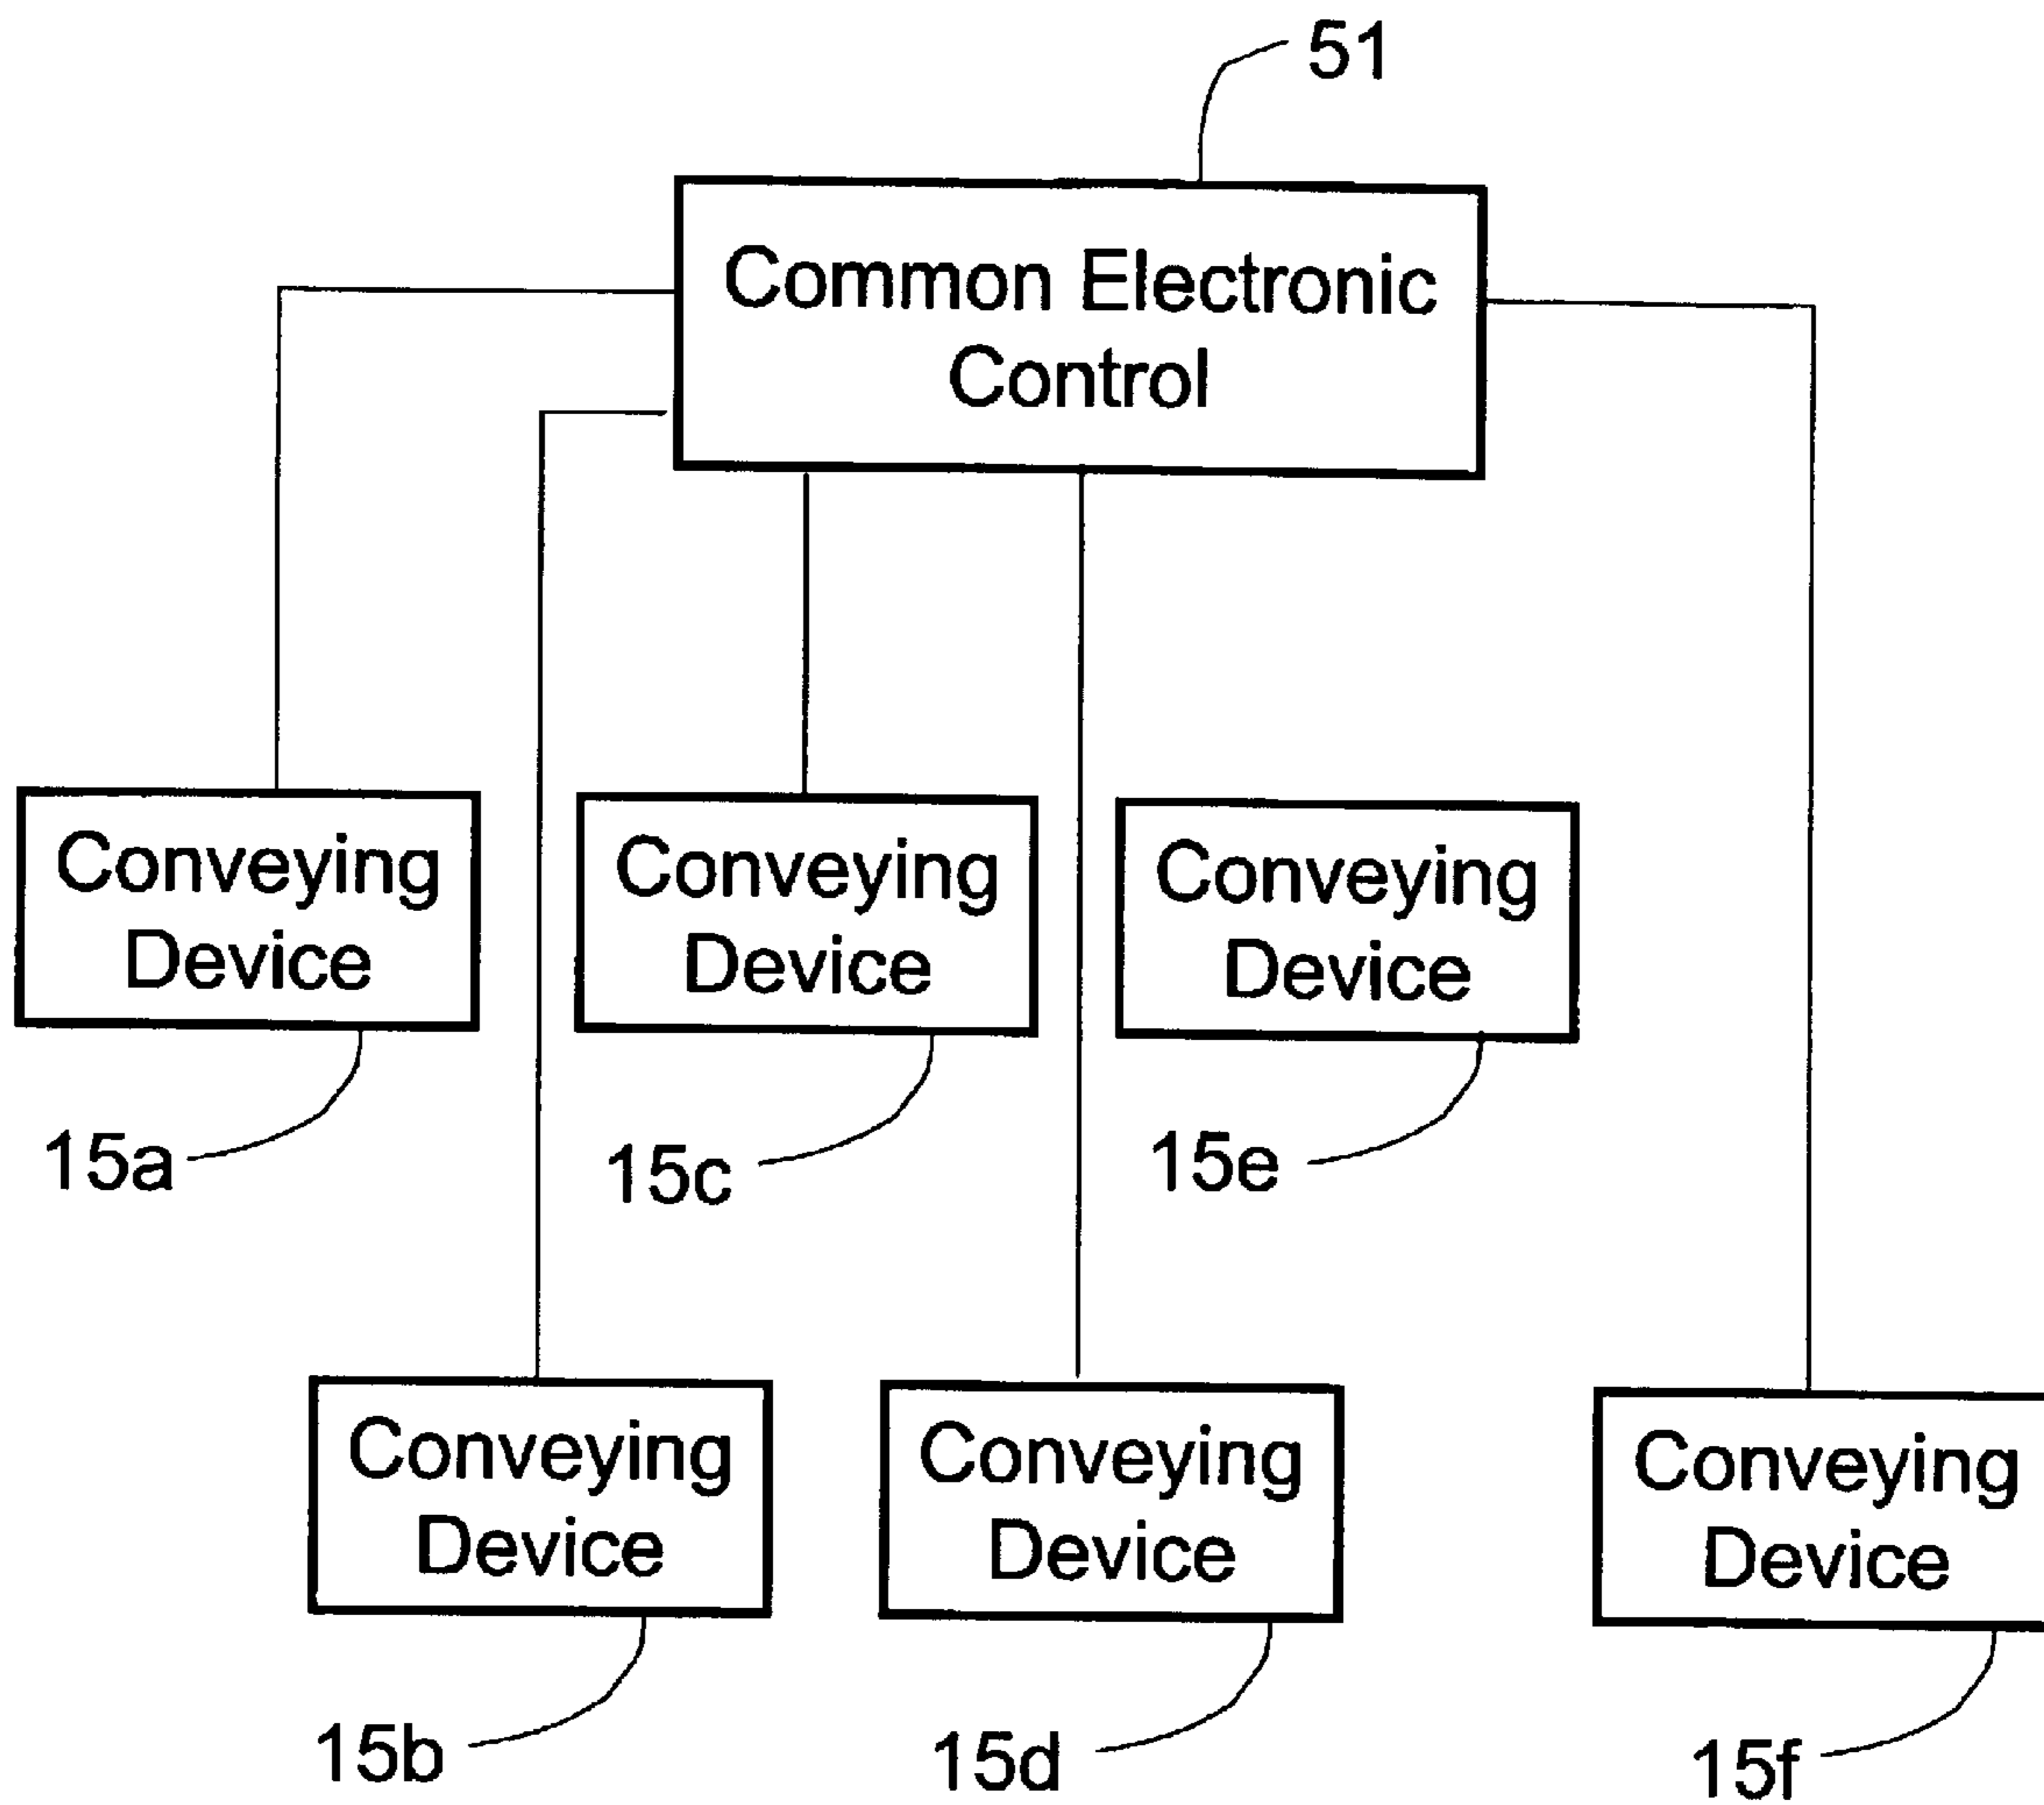 51
Common Electronic
Control
Conveying
Device
Conveying
Device
Conveying
Device
15a
15c
15e
Conveying
Device
Conveying
Device
Conveying
Device
15b
15d
15f